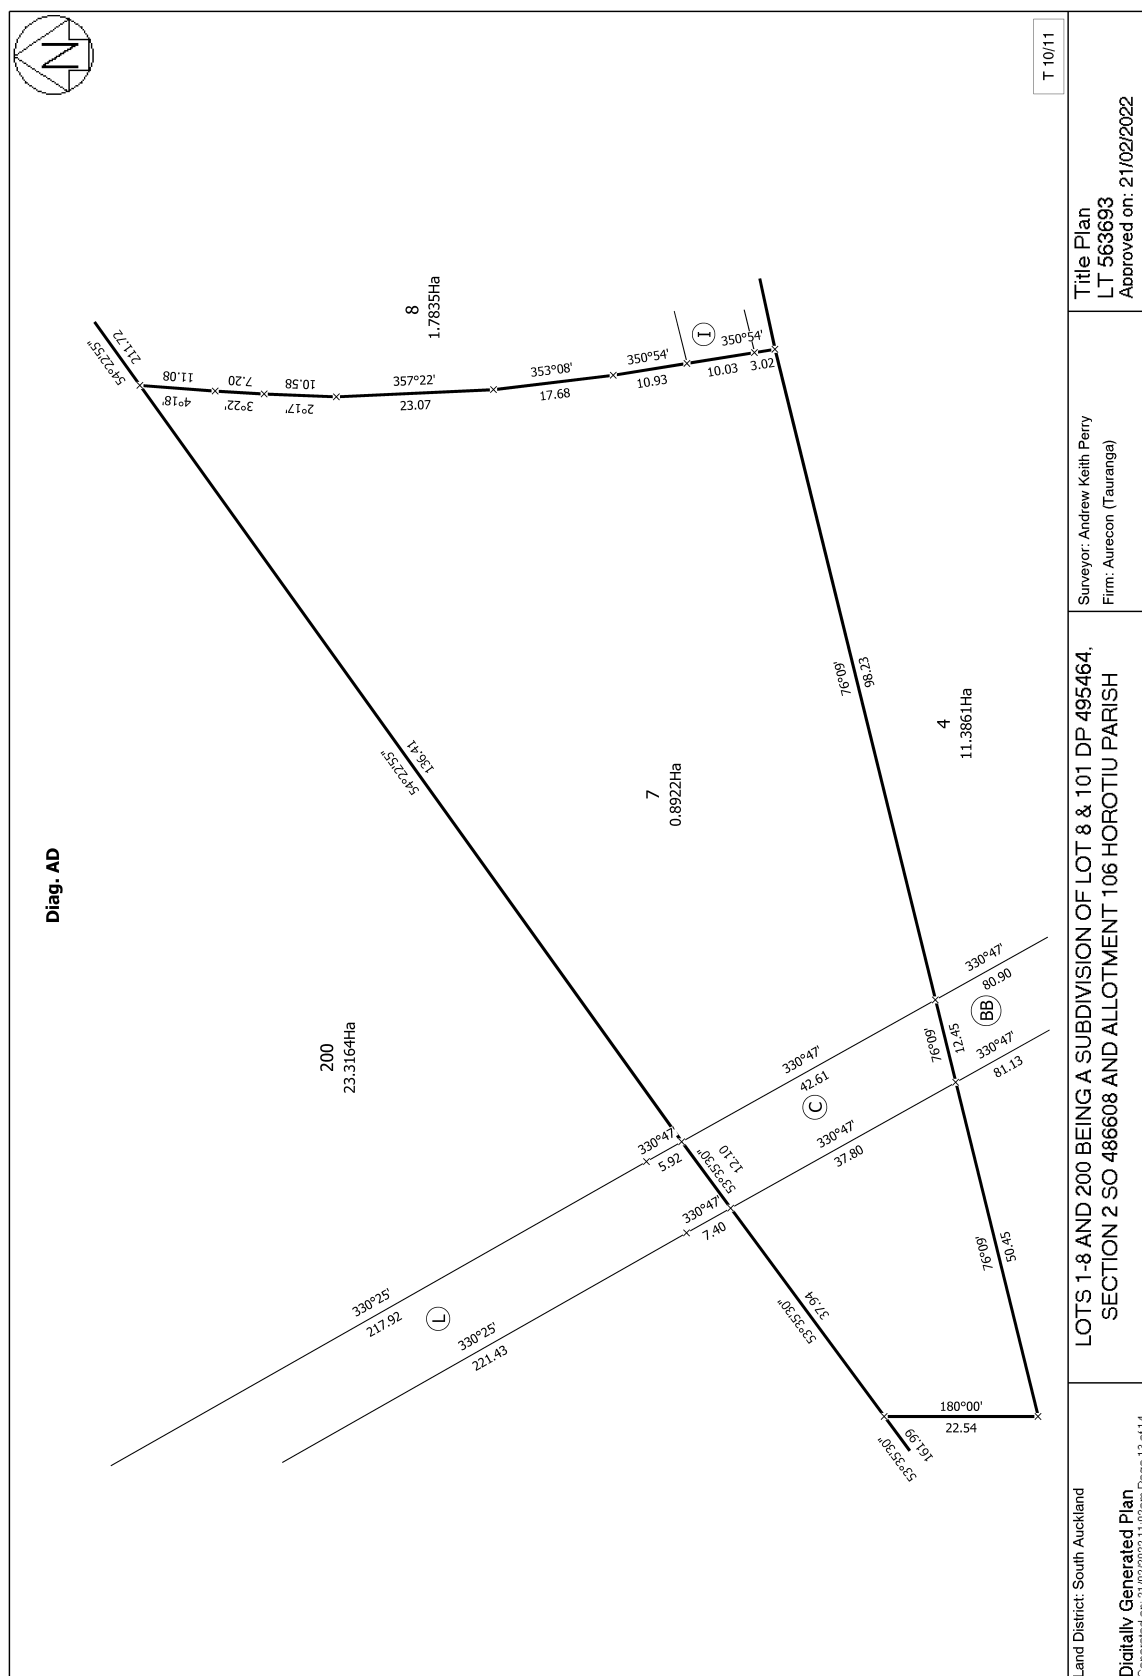 Diag. AD
N
T 10/11
54°22'55"
211.72
4°18'
11.08
3°22'
7.20
2°17'
10.58
357°22'
23.07
353°08'
17.68
350°54'
10.93
350°54'
10.03
3.02
I
8
1.7835Ha
54°22'55"
136.41
200
23.3164Ha
7
0.8922Ha
76°09'
98.23
4
11.3861Ha
330°47'
80.90
BB
76°09'
12.45
330°47'
81.13
330°47'
42.61
C
330°47'
37.80
330°47'
5.92
53°35'30"
12.10
330°47'
7.40
330°25'
217.92
L
330°25'
221.43
53°35'30"
37.94
76°09'
50.45
180°00'
22.54
53°35'30"
161.99
Land District: South Auckland
Digitally Generated Plan
LOTS 1-8 AND 200 BEING A SUBDIVISION OF LOT 8 & 101 DP 495464,
SECTION 2 SO 486608 AND ALLOTMENT 106 HOROTIU PARISH
Surveyor: Andrew Keith Perry
Firm: Aurecon (Tauranga)
Title Plan
LT 563693
Approved on: 21/02/2022